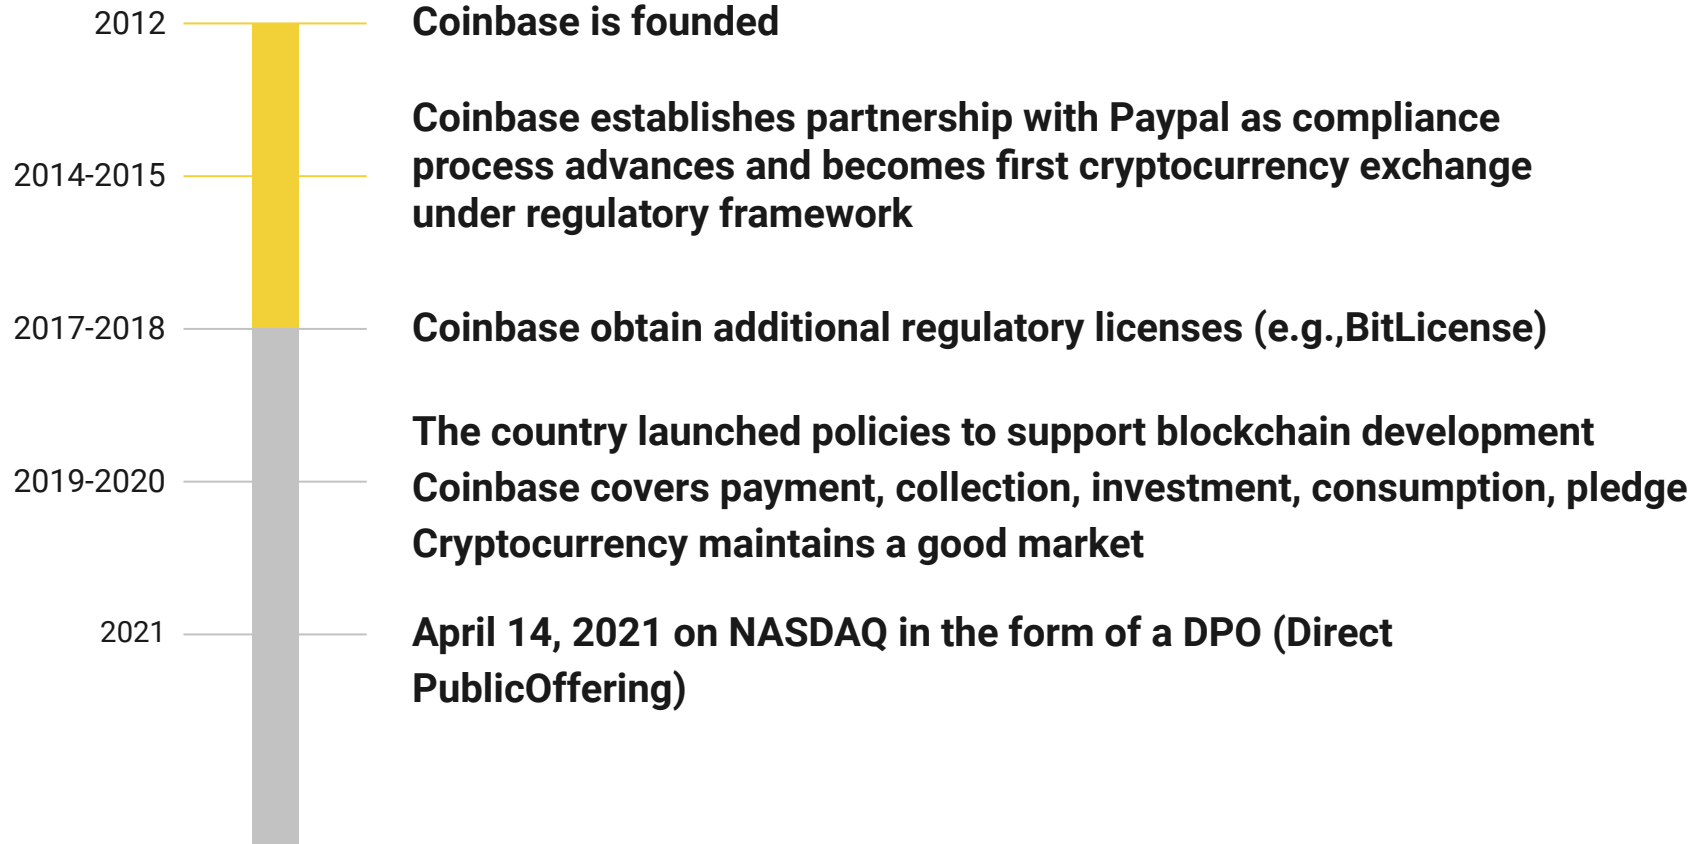 2012
Coinbase is founded
2014-2015
Coinbase establishes partnership with Paypal as compliance
process advances and becomes first cryptocurrency exchange
under regulatory framework
2017-2018
Coinbase obtain additional regulatory licenses (e.g.,BitLicense)
2019-2020
The country launched policies to support blockchain development
Coinbase covers payment, collection, investment, consumption, pledge
Cryptocurrency maintains a good market
2021
April 14, 2021 on NASDAQ in the form of a DPO (Direct
PublicOffering)